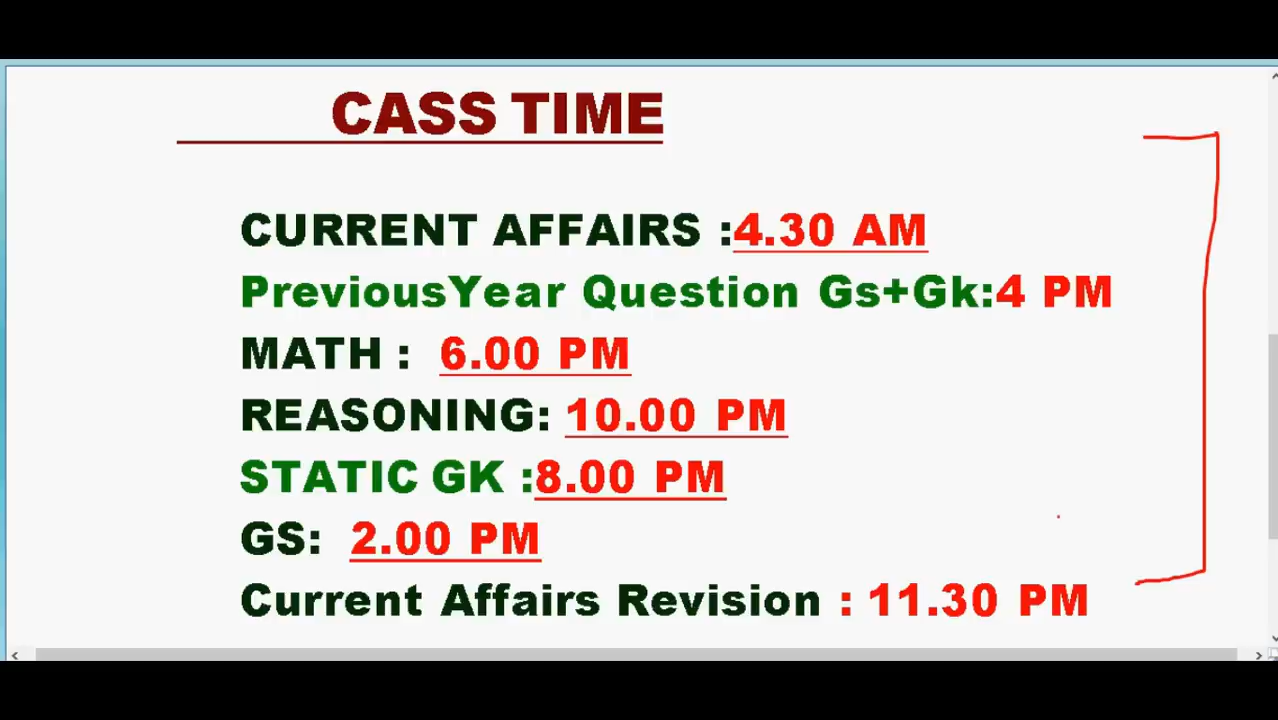 CASS TIME
CURRENT AFFAIRS :4.30 AM
PreviousYear Question Gs+Gk:4 PM
MATH : 6.00 PM
REASONING: 10.00 PM
STATIC GK :8.00 PM
GS: 2.00 PM
Current Affairs Revision : 11.30 PM